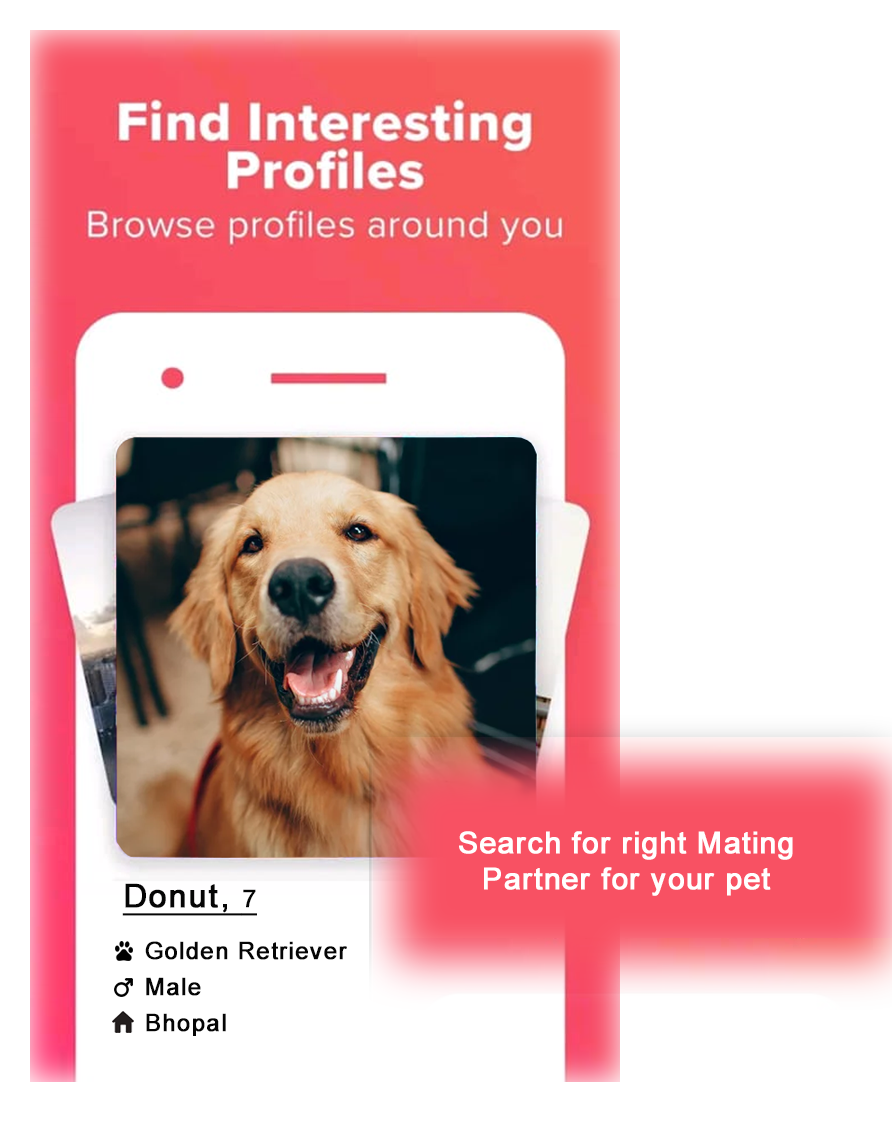 Find Interesting
Profiles
Browse profiles around you
Search for right Mating
Partner for your pet
Donut, 7
Golden Retriever
Male
Bhopal